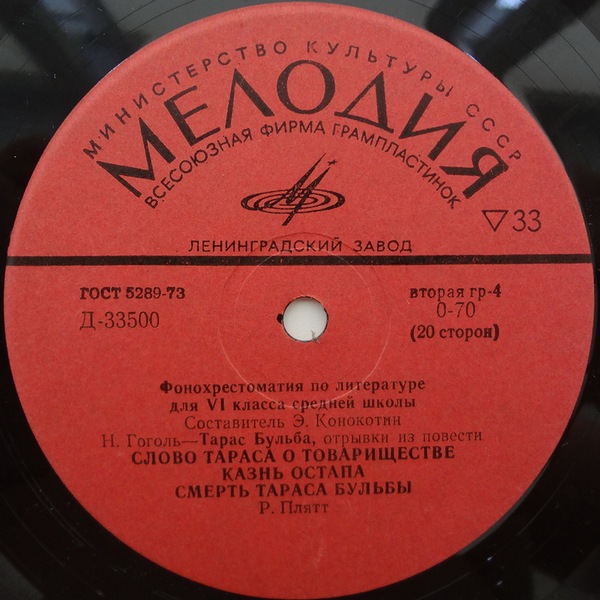 МИНИСТЕРСТВО КУЛЬТУРЫ СССР
МЕЛОДИЯ
ВСЕСОЮЗНАЯ ФИРМА ГРАМПЛАСТИНОК
▽33
ЛЕНИНГРАДСКИЙ ЗАВОД
ГОСТ 5289-73
Д-33500
вторая гр-4
0-70
(20 сторон)
Фонохрестоматия по литературе
для VI класса средней школы
Составитель Э. Конокотин
Н. Гоголь—Тарас Бульба, отрывки из повести
СЛОВО ТАРАСА О ТОВАРИЩЕСТВЕ
КАЗНЬ ОСТАПА
СМЕРТЬ ТАРАСА БУЛЬБЫ
Р. Плятт